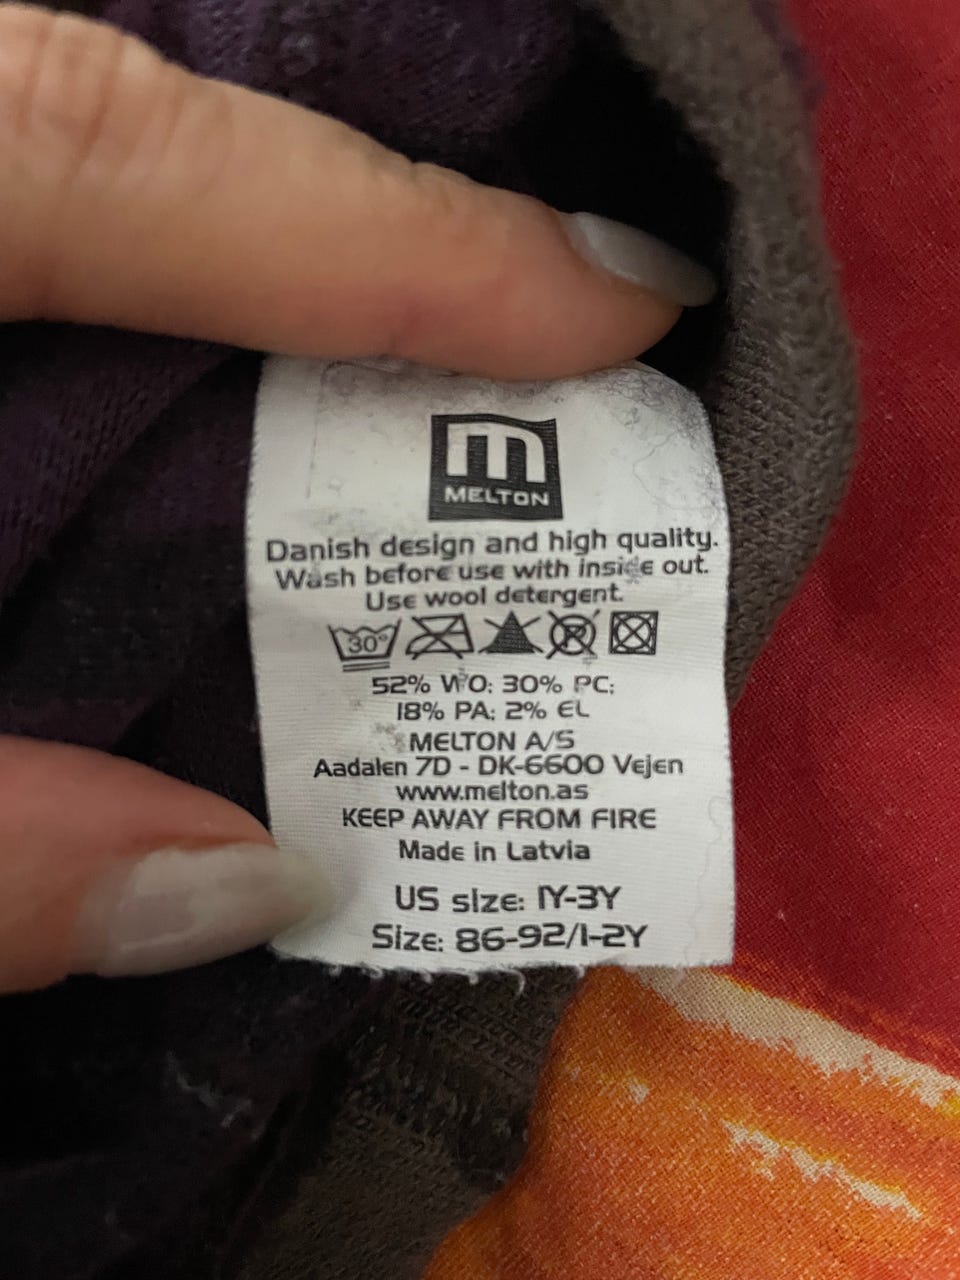 m
MELTON
Danish design and high quality.
Wash before use with inside out.
Use wool detergent.
30°
52% WO: 30% PC:
18% PA: 2% EL
MELTON A/S
Aadalen 7D - DK-6600 Vejen
www.melton.as
KEEP AWAY FROM FIRE
Made in Latvia
US size: 1Y-3Y
Size: 86-92/1-2Y